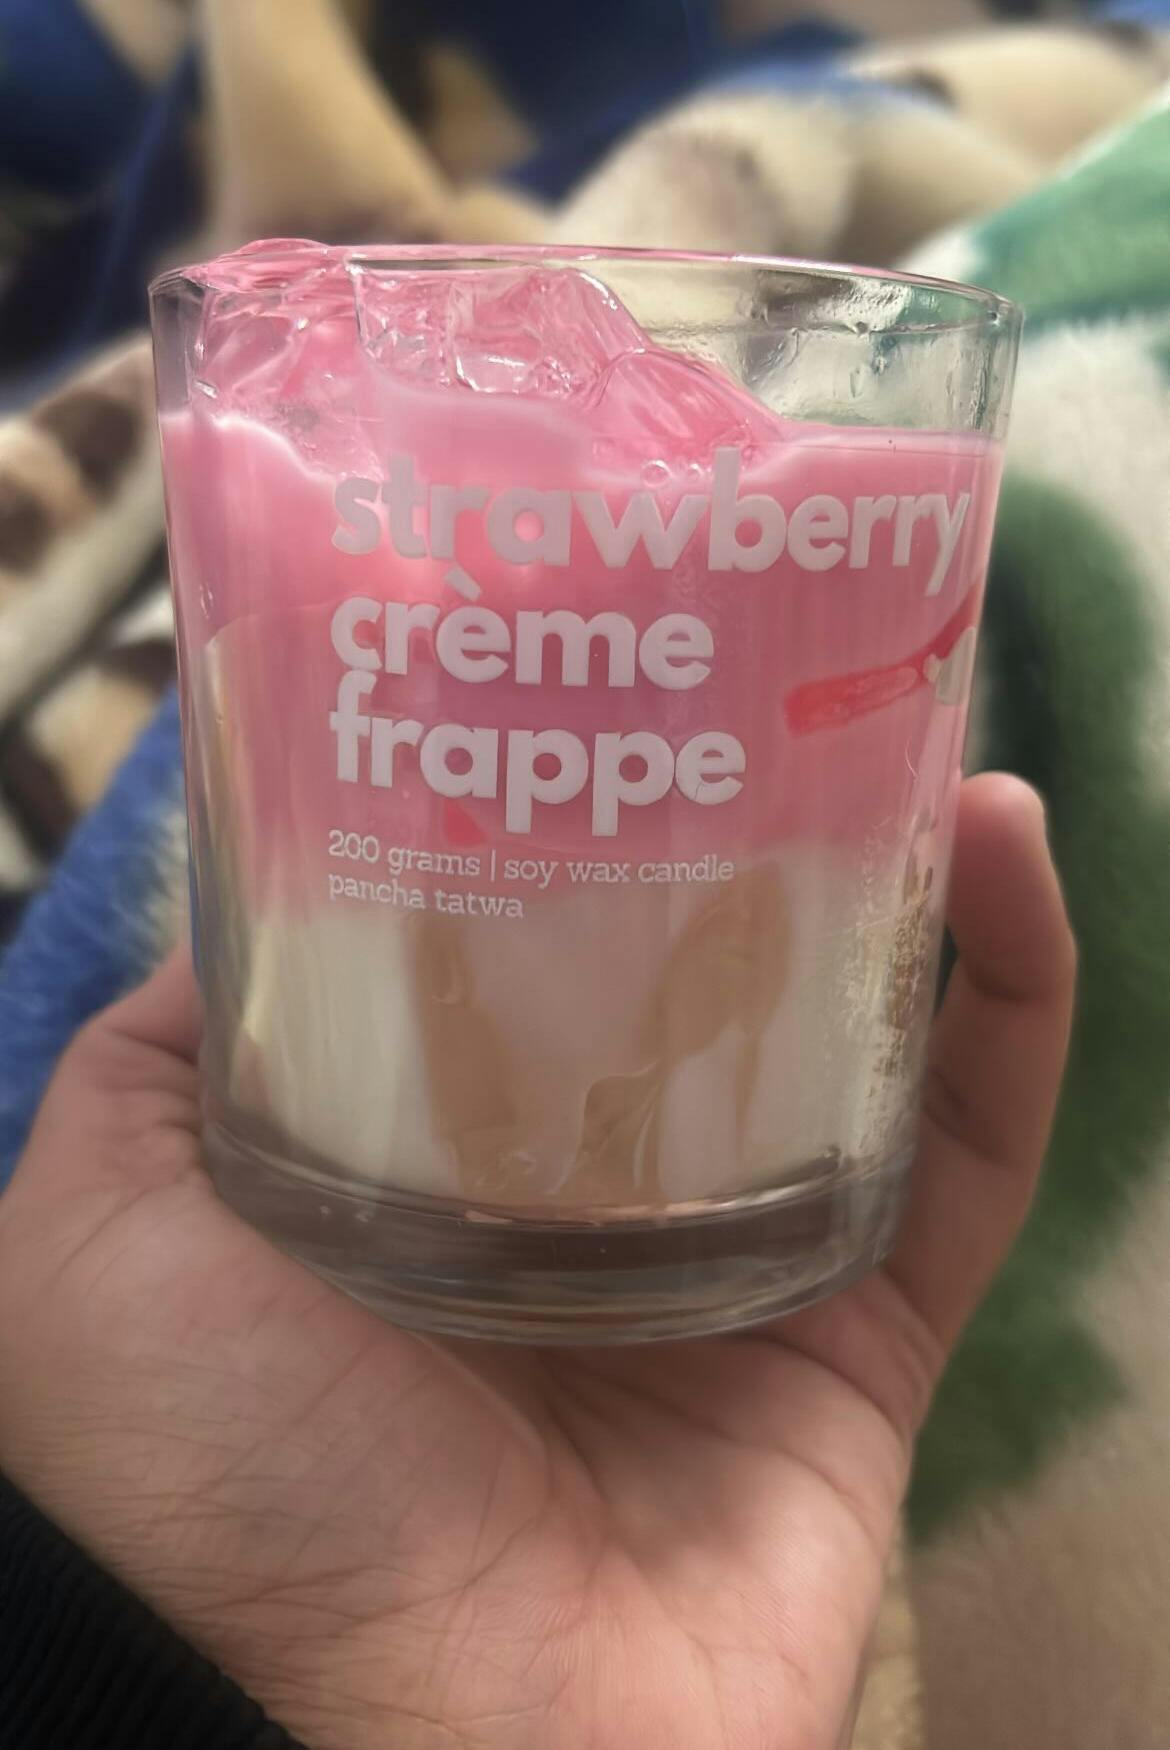 strawberry
crème
frappe
200 grams | soy wax candle
pancha tatwa